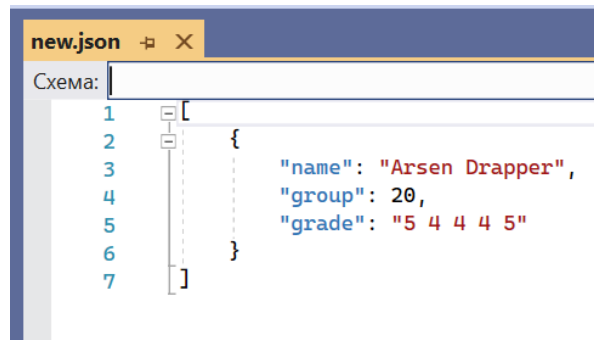 new.json
Схема:
1 [
2 {
3 "name": "Arsen Drapper",
4 "group": 20,
5 "grade": "5 4 4 4 5"
6 }
7 ]